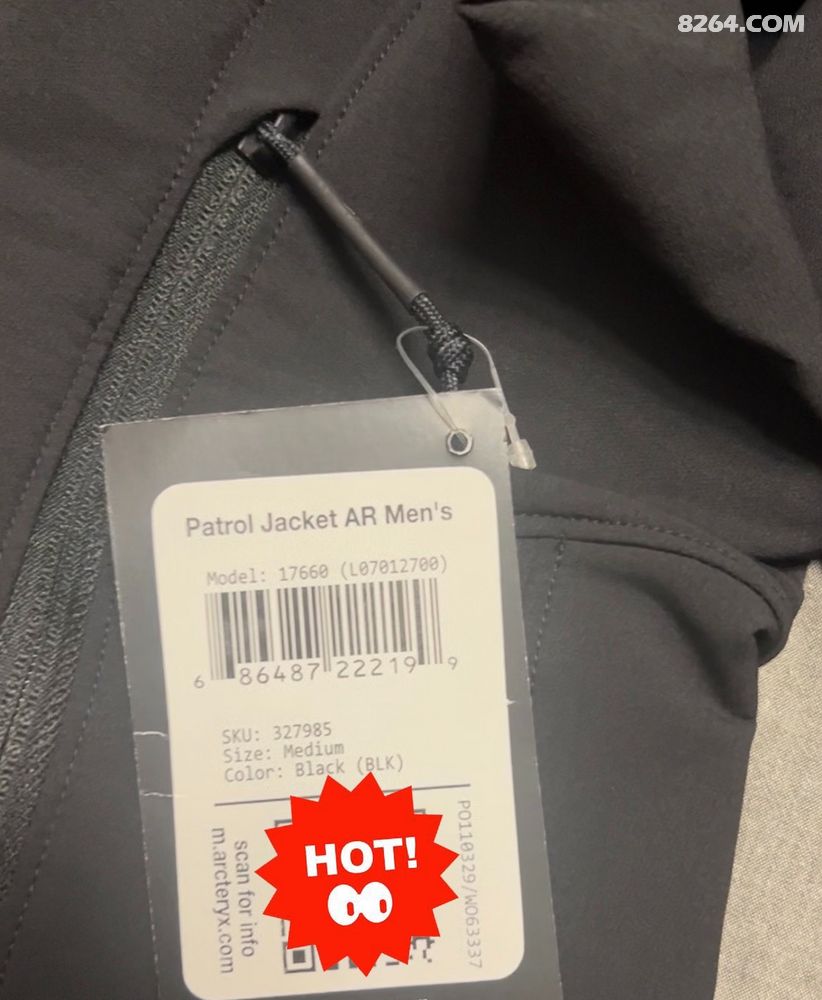 8264.COM
Patrol Jacket AR Men's
Model: 17660 (L07012700)
6 86487 22219 9
SKU: 327985
Size: Medium
Color: Black (BLK)
HOT!
scan for info
m.arcteryx.com
PO110329/WO63337